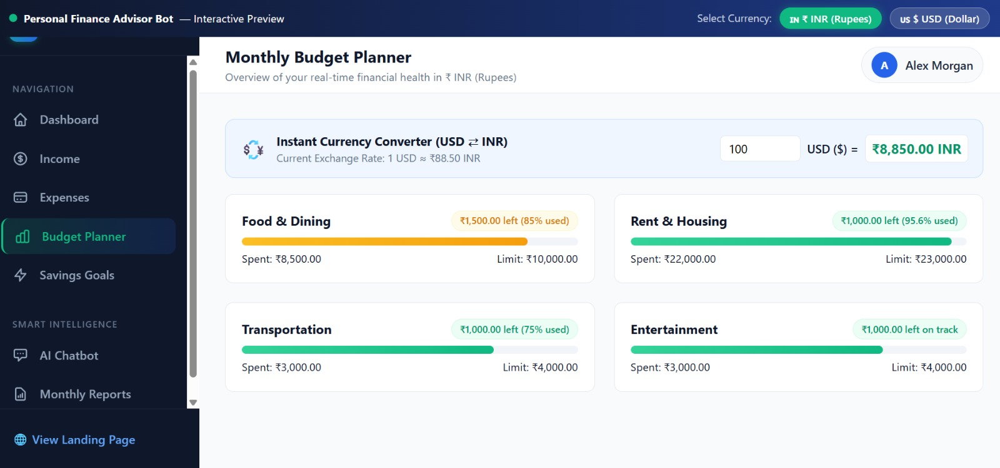 Personal Finance Advisor Bot — Interactive Preview
Select Currency:
IN ₹ INR (Rupees)
US $ USD (Dollar)
NAVIGATION
Dashboard
Income
Expenses
Budget Planner
Savings Goals
SMART INTELLIGENCE
AI Chatbot
Monthly Reports
View Landing Page
Monthly Budget Planner
Overview of your real-time financial health in ₹ INR (Rupees)
A
Alex Morgan
$ ¥
Instant Currency Converter (USD ⇄ INR)
Current Exchange Rate: 1 USD ≈ ₹88.50 INR
100
USD ($) =
₹8,850.00 INR
Food & Dining
₹1,500.00 left (85% used)
Spent: ₹8,500.00
Limit: ₹10,000.00
Rent & Housing
₹1,000.00 left (95.6% used)
Spent: ₹22,000.00
Limit: ₹23,000.00
Transportation
₹1,000.00 left (75% used)
Spent: ₹3,000.00
Limit: ₹4,000.00
Entertainment
₹1,000.00 left on track
Spent: ₹3,000.00
Limit: ₹4,000.00